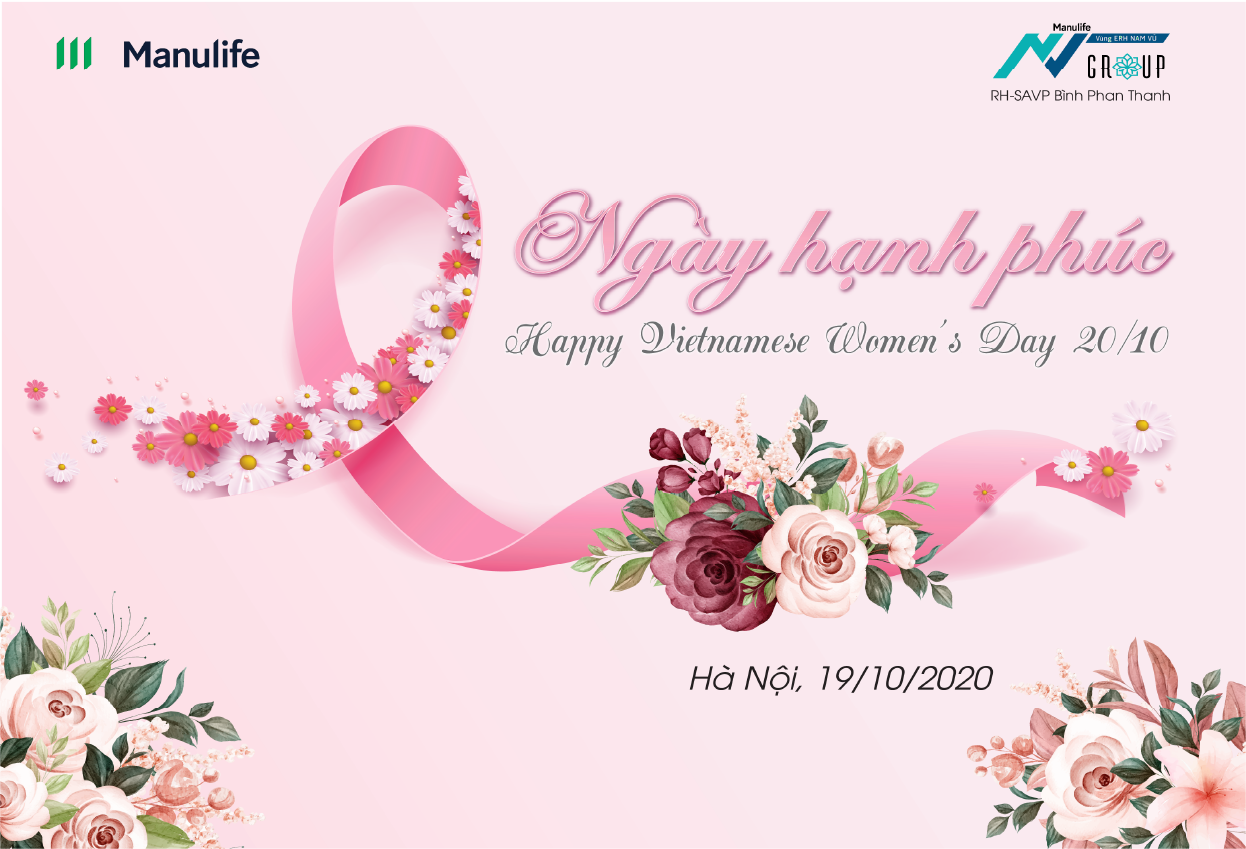 Manulife
Manulife
Vùng ERH NAM VŨ
GROUP
RH-SAVP Bình Phan Thanh
Ngày hạnh phúc
Happy Vietnamese Women's Day 20/10
Hà Nội, 19/10/2020